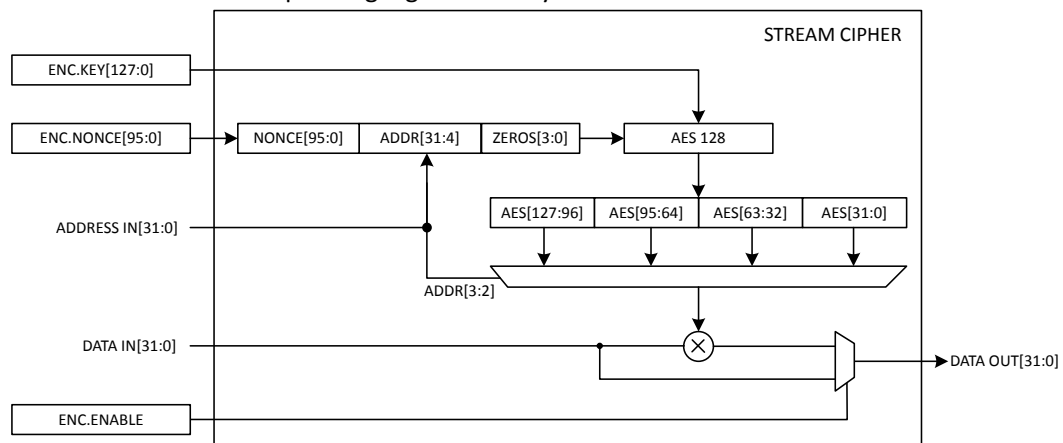 STREAM CIPHER
ENC.KEY[127:0]
ENC.NONCE[95:0]
NONCE[95:0]
ADDR[31:4]
ZEROS[3:0]
AES 128
AES[127:96]
AES[95:64]
AES[63:32]
AES[31:0]
ADDRESS IN[31:0]
ADDR[3:2]
DATA IN[31:0]
DATA OUT[31:0]
ENC.ENABLE